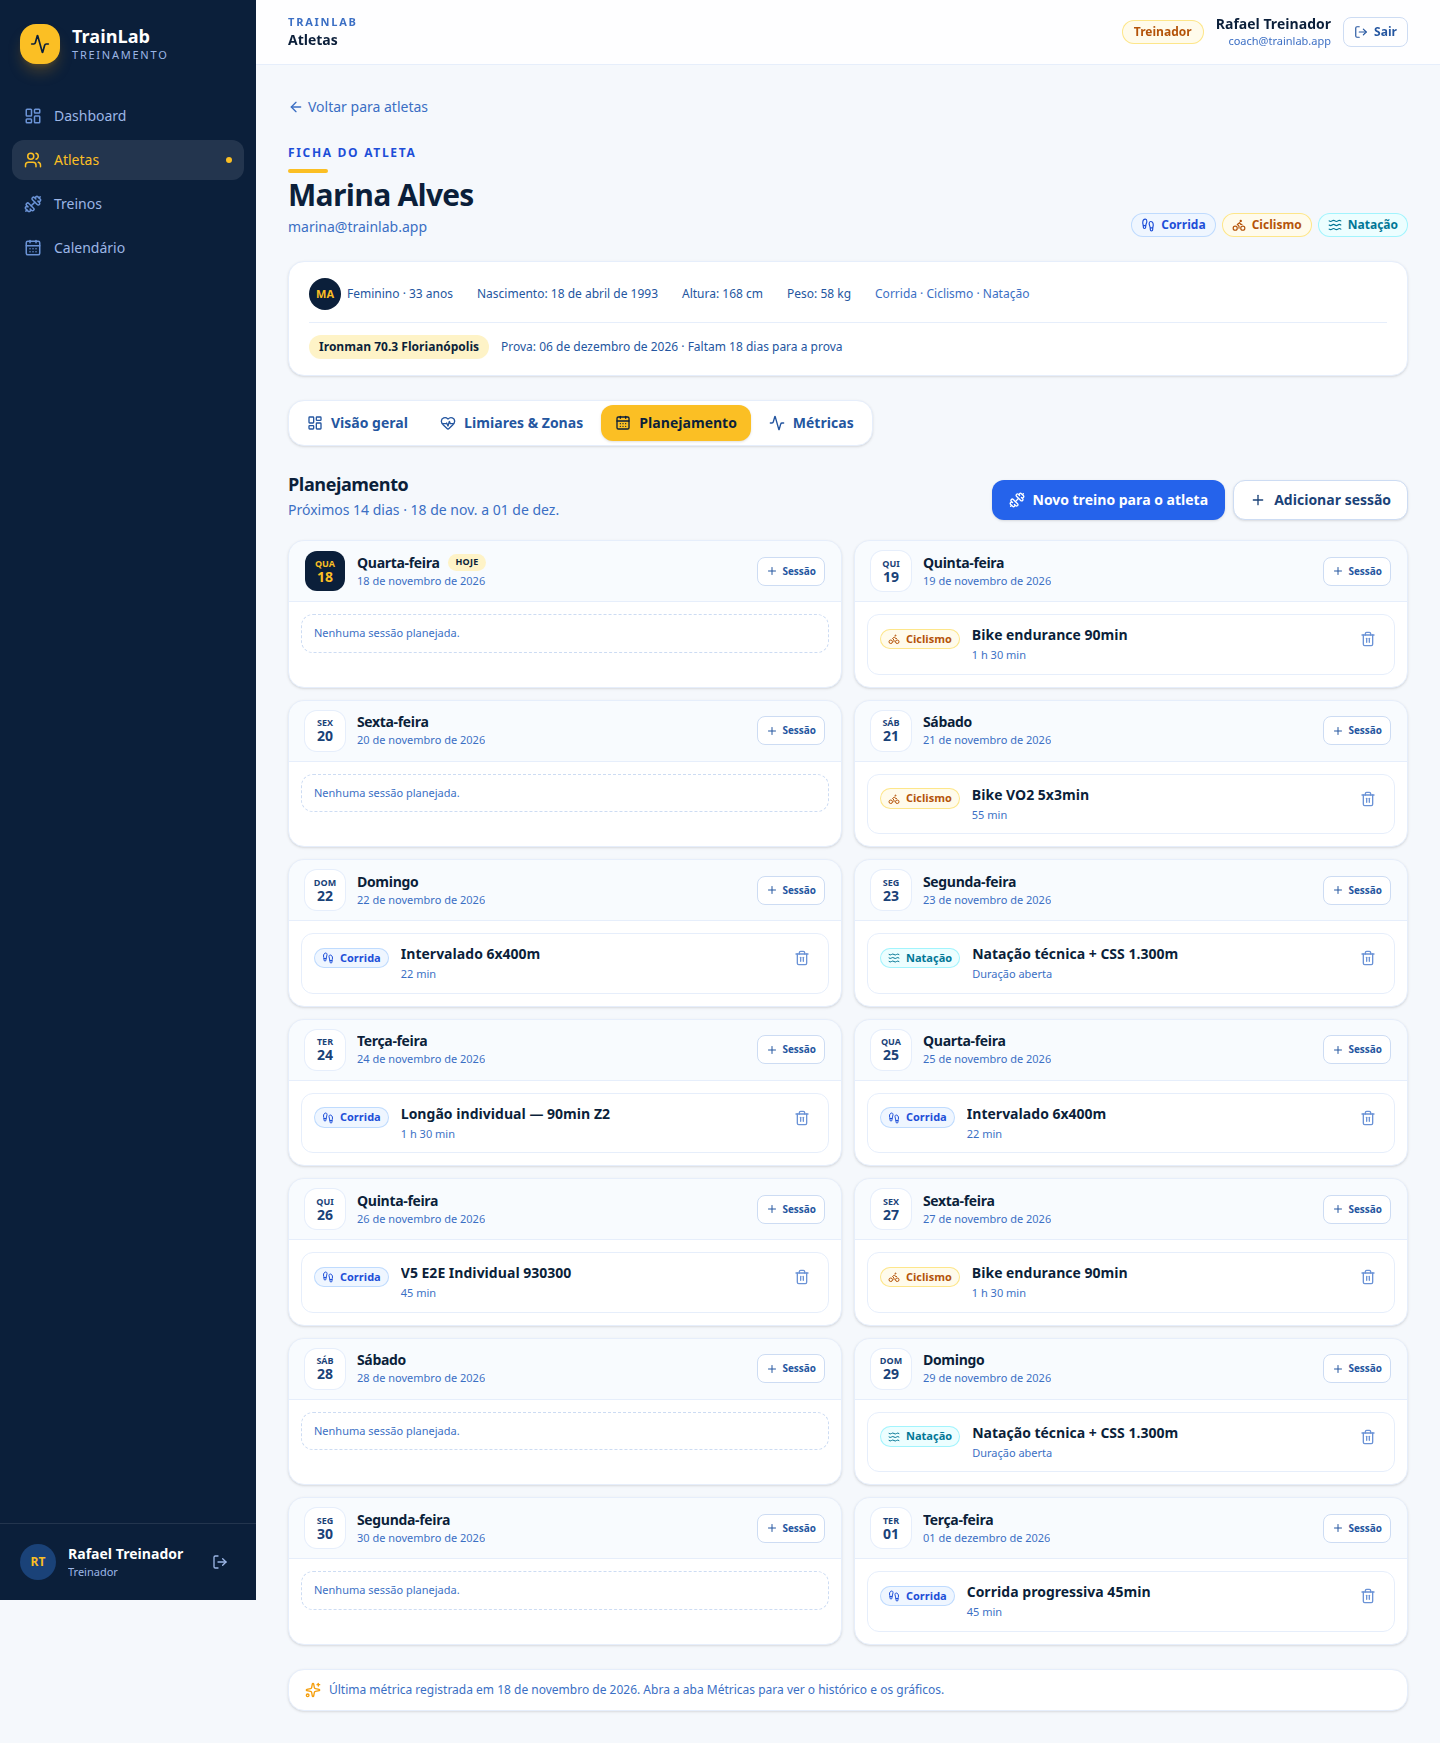 TrainLab
TREINAMENTO
Dashboard
Atletas
Treinos
Calendário
RT
Rafael Treinador
Treinador
TRAINLAB
Atletas
Treinador
Rafael Treinador
coach@trainlab.app
Sair
Voltar para atletas
FICHA DO ATLETA
Marina Alves
marina@trainlab.app
Corrida
Ciclismo
Natação
MA
Feminino · 33 anos
Nascimento: 18 de abril de 1993
Altura: 168 cm
Peso: 58 kg
Corrida · Ciclismo · Natação
Ironman 70.3 Florianópolis
Prova: 06 de dezembro de 2026 · Faltam 18 dias para a prova
Visão geral
Limiares & Zonas
Planejamento
Métricas
Planejamento
Próximos 14 dias · 18 de nov. a 01 de dez.
Novo treino para o atleta
Adicionar sessão
QUA
18
Quarta-feira HOJE
18 de novembro de 2026
Sessão
Nenhuma sessão planejada.
QUI
19
Quinta-feira
19 de novembro de 2026
Sessão
Ciclismo
Bike endurance 90min
1 h 30 min
SEX
20
Sexta-feira
20 de novembro de 2026
Sessão
Nenhuma sessão planejada.
SÁB
21
Sábado
21 de novembro de 2026
Sessão
Ciclismo
Bike VO2 5x3min
55 min
DOM
22
Domingo
22 de novembro de 2026
Sessão
Corrida
Intervalado 6x400m
22 min
SEG
23
Segunda-feira
23 de novembro de 2026
Sessão
Natação
Natação técnica + CSS 1.300m
Duração aberta
TER
24
Terça-feira
24 de novembro de 2026
Sessão
Corrida
Longão individual — 90min Z2
1 h 30 min
QUA
25
Quarta-feira
25 de novembro de 2026
Sessão
Corrida
Intervalado 6x400m
22 min
QUI
26
Quinta-feira
26 de novembro de 2026
Sessão
Corrida
V5 E2E Individual 930300
45 min
SEX
27
Sexta-feira
27 de novembro de 2026
Sessão
Ciclismo
Bike endurance 90min
1 h 30 min
SÁB
28
Sábado
28 de novembro de 2026
Sessão
Nenhuma sessão planejada.
DOM
29
Domingo
29 de novembro de 2026
Sessão
Natação
Natação técnica + CSS 1.300m
Duração aberta
SEG
30
Segunda-feira
30 de novembro de 2026
Sessão
Nenhuma sessão planejada.
TER
01
Terça-feira
01 de dezembro de 2026
Sessão
Corrida
Corrida progressiva 45min
45 min
Última métrica registrada em 18 de novembro de 2026. Abra a aba Métricas para ver o histórico e os gráficos.